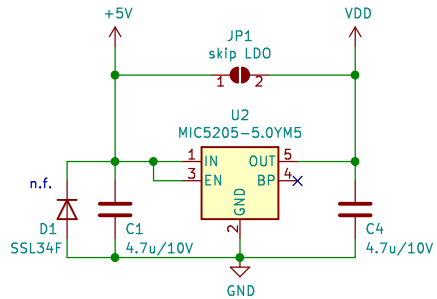 +5V
VDD
JP1
skip LDO
1
2
U2
MIC5205-5.0YM5
1
IN
OUT
5
3
EN
BP
4
n.f.
GND
2
D1
SSL34F
C1
4.7u/10V
C4
4.7u/10V
GND